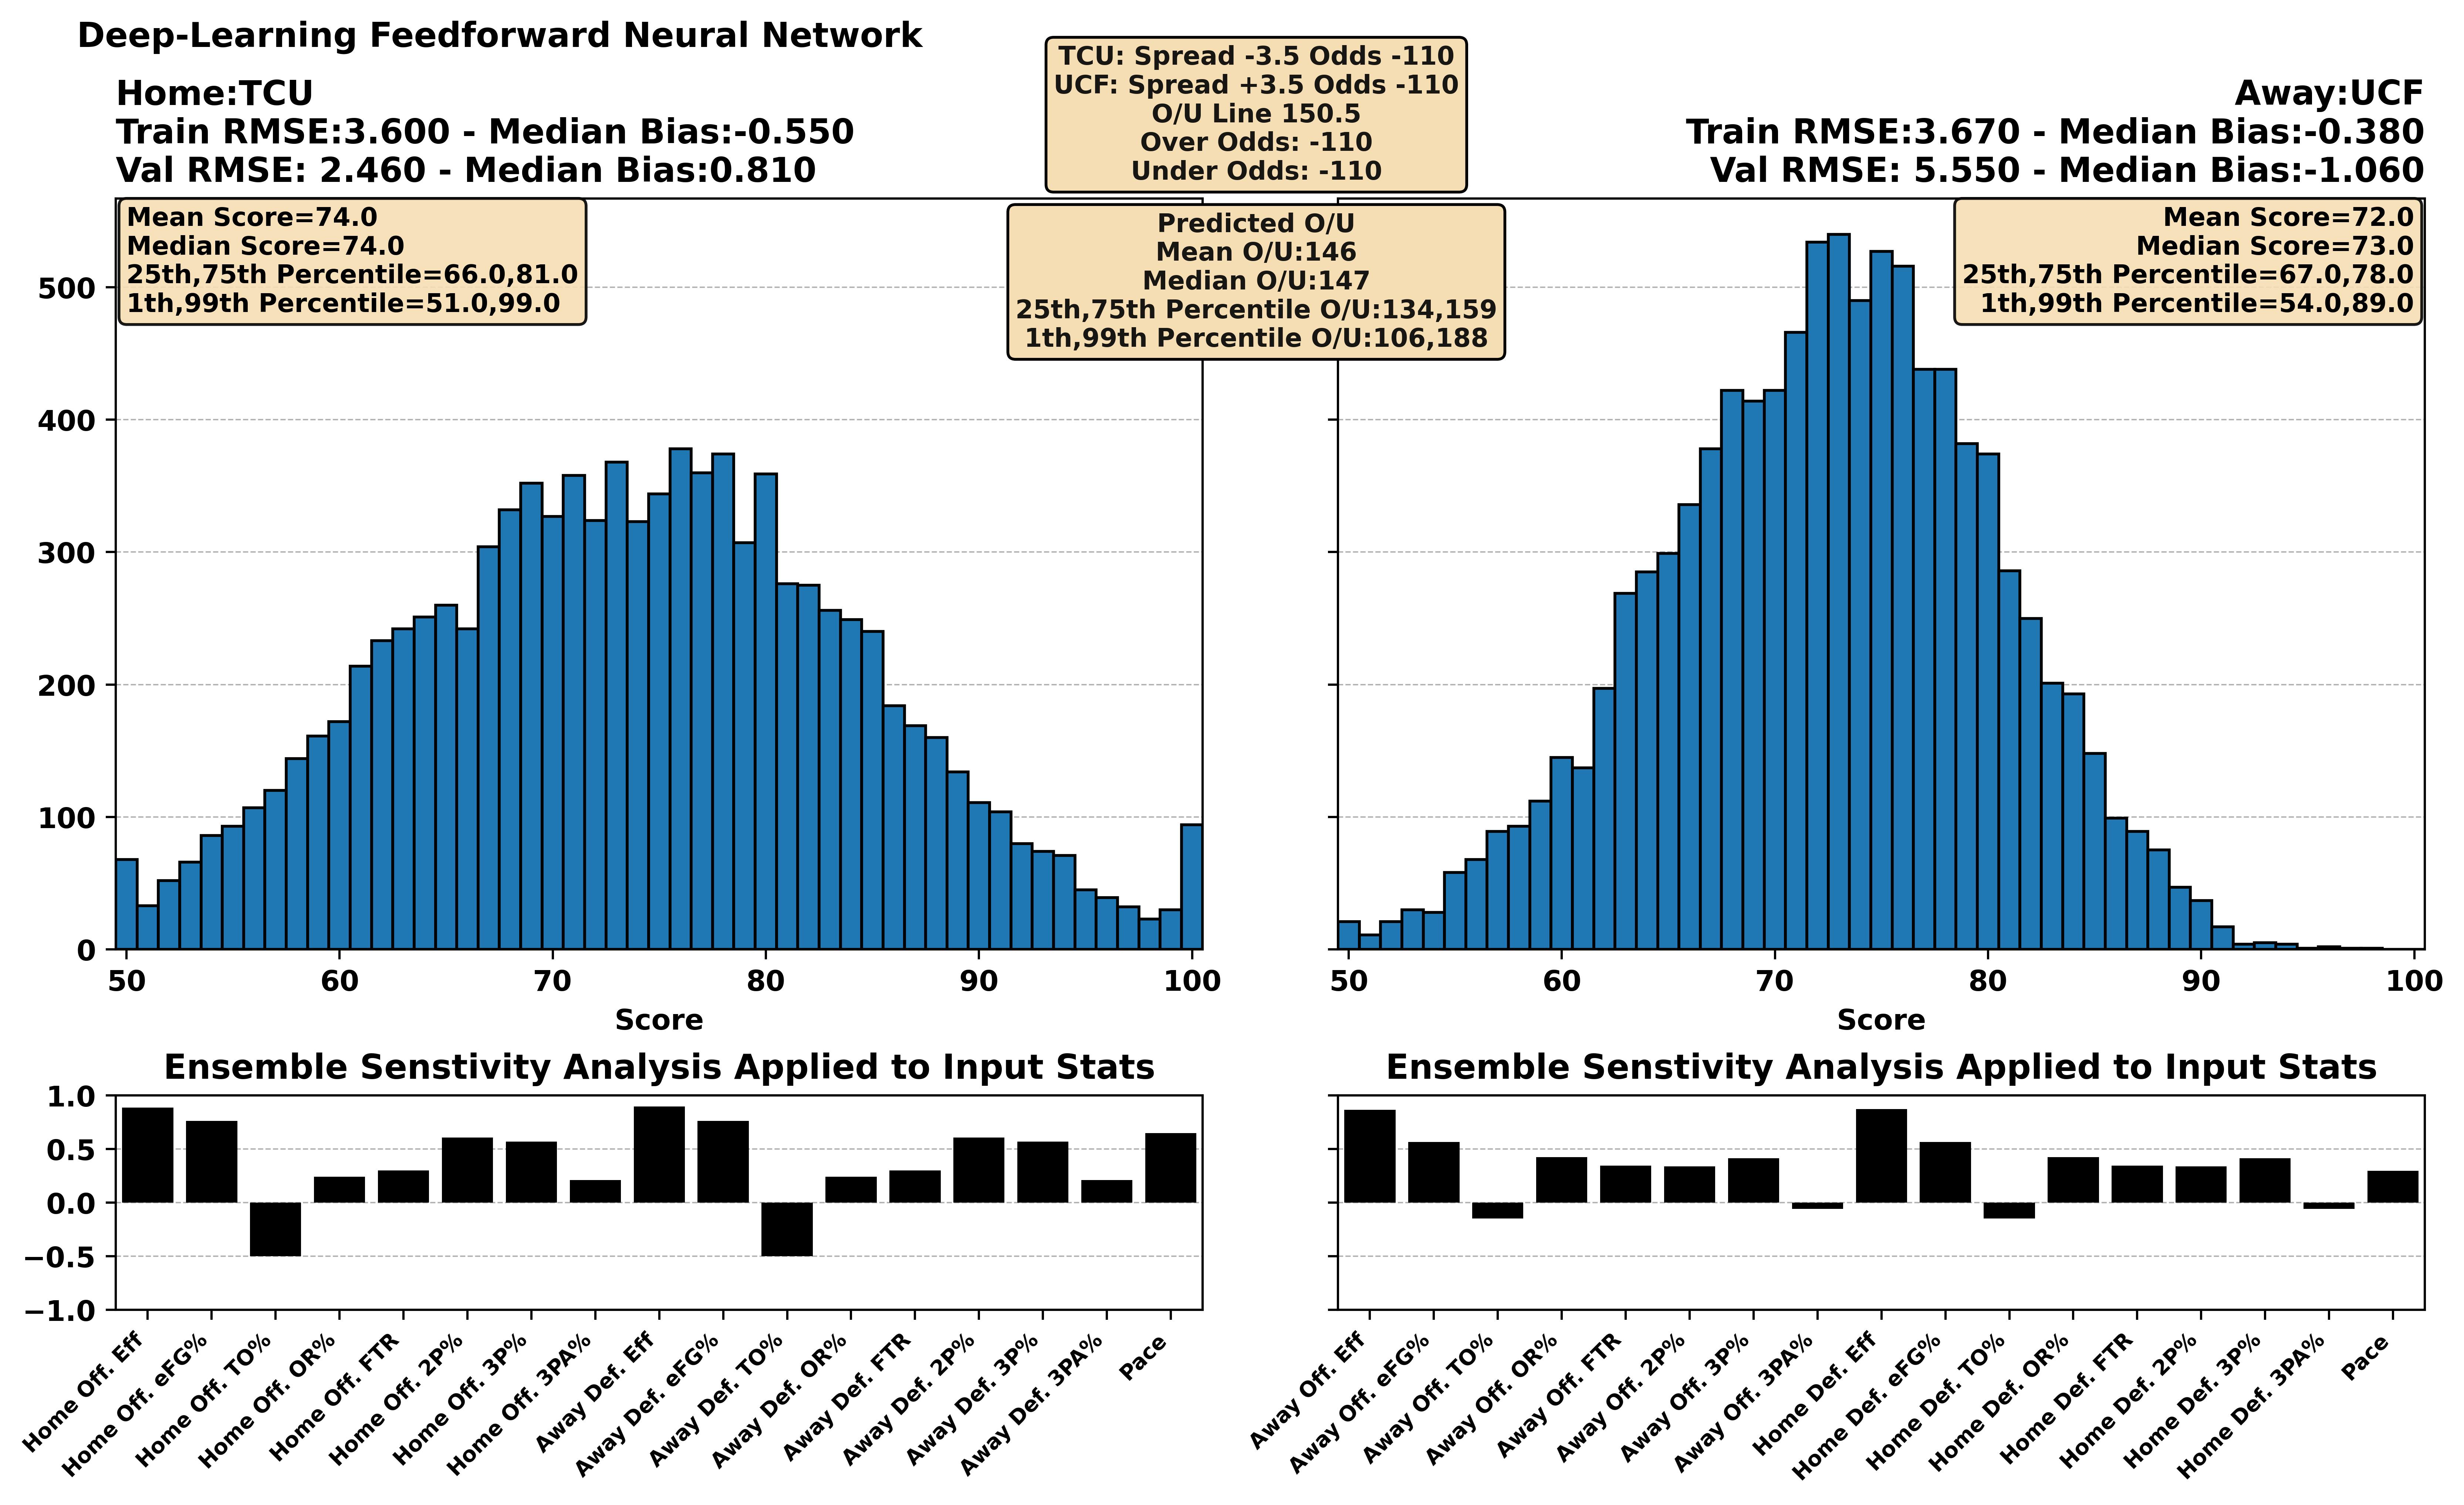 Deep-Learning Feedforward Neural Network
TCU: Spread -3.5 Odds -110
UCF: Spread +3.5 Odds -110
O/U Line 150.5
Over Odds: -110
Under Odds: -110
Home:TCU
Train RMSE:3.600 - Median Bias:-0.550
Val RMSE: 2.460 - Median Bias:0.810
Away:UCF
Train RMSE:3.670 - Median Bias:-0.380
Val RMSE: 5.550 - Median Bias:-1.060
Mean Score=74.0
Median Score=74.0
25th,75th Percentile=66.0,81.0
1th,99th Percentile=51.0,99.0
Predicted O/U
Mean O/U:146
Median O/U:147
25th,75th Percentile O/U:134,159
1th,99th Percentile O/U:106,188
Mean Score=72.0
Median Score=73.0
25th,75th Percentile=67.0,78.0
1th,99th Percentile=54.0,89.0
500
400
300
200
100
0
50 60 70 80 90 100
Score
50 60 70 80 90 100
Score
Ensemble Senstivity Analysis Applied to Input Stats
1.0
0.5
0.0
−0.5
−1.0
Home Off. Eff
Home Off. eFG%
Home Off. TO%
Home Off. OR%
Home Off. FTR
Home Off. 2P%
Home Off. 3P%
Home Off. 3PA%
Away Def. Eff
Away Def. eFG%
Away Def. TO%
Away Def. OR%
Away Def. FTR
Away Def. 2P%
Away Def. 3P%
Away Def. 3PA%
Pace
Ensemble Senstivity Analysis Applied to Input Stats
Away Off. Eff
Away Off. eFG%
Away Off. TO%
Away Off. OR%
Away Off. FTR
Away Off. 2P%
Away Off. 3P%
Away Off. 3PA%
Home Def. Eff
Home Def. eFG%
Home Def. TO%
Home Def. OR%
Home Def. FTR
Home Def. 2P%
Home Def. 3P%
Home Def. 3PA%
Pace